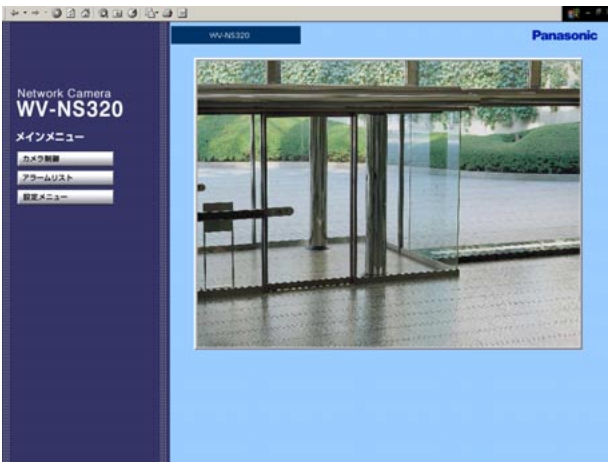 WV-NS320
Panasonic
Network Camera
WV-NS320
メインメニュー
カメラ制御
アラームリスト
設定メニュー